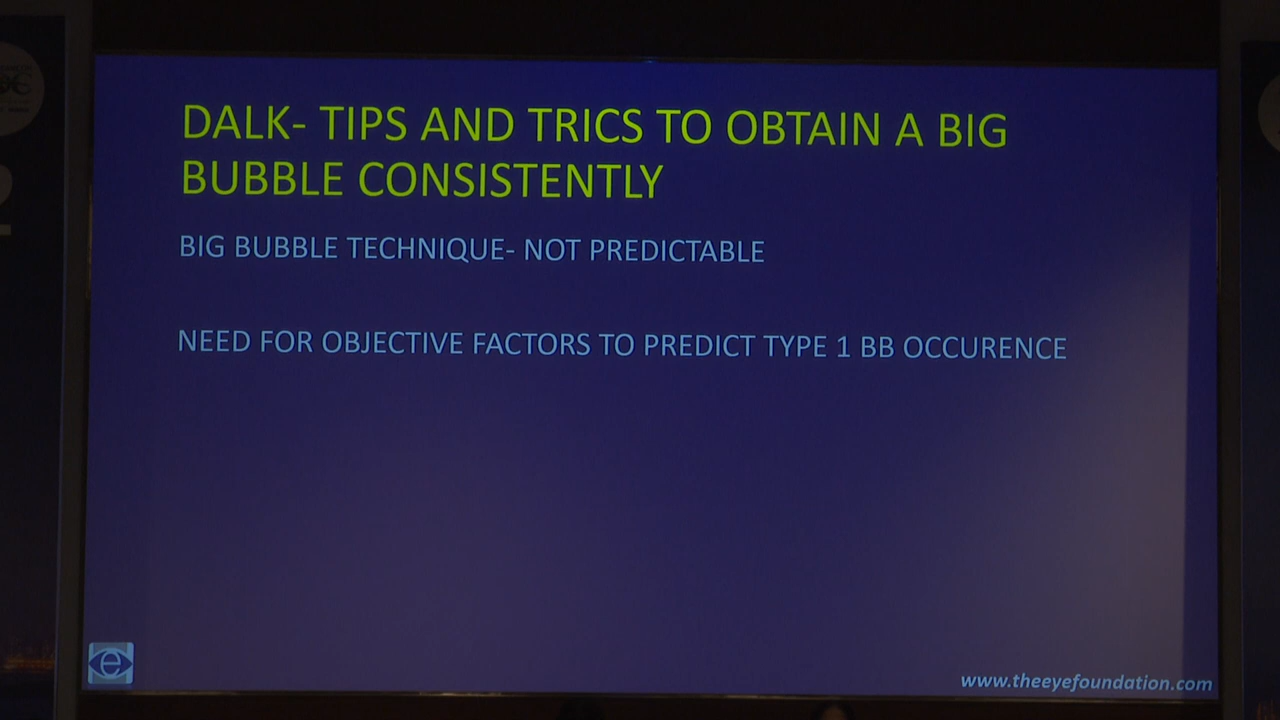 DALK- TIPS AND TRICS TO OBTAIN A BIG
BUBBLE CONSISTENTLY
BIG BUBBLE TECHNIQUE- NOT PREDICTABLE
NEED FOR OBJECTIVE FACTORS TO PREDICT TYPE 1 BB OCCURENCE
e
www.theeyefoundation.com